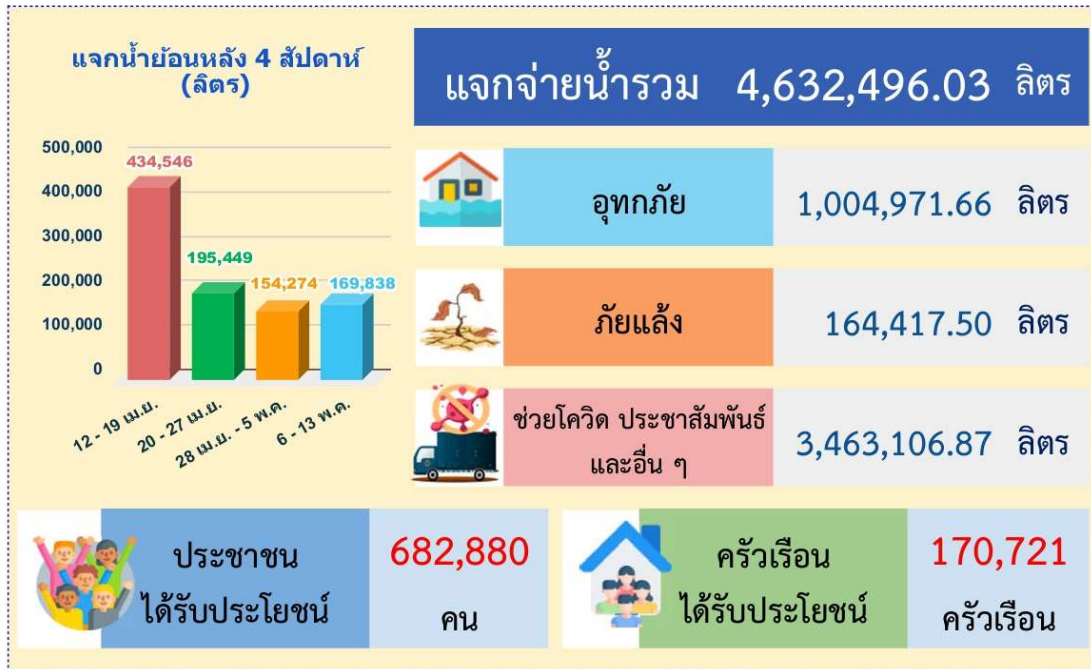 แจกน้ำย้อนหลัง 4 สัปดาห์
(ลิตร)
500,000
400,000
300,000
200,000
100,000
0
434,546
195,449
154,274
169,838
12 - 19 เม.ย.
20 - 27 เม.ย.
28 เม.ย. - 5 พ.ค.
6 - 13 พ.ค.
แจกจ่ายน้ำรวม 4,632,496.03 ลิตร
อุทกภัย 1,004,971.66 ลิตร
ภัยแล้ง 164,417.50 ลิตร
ช่วยโควิด ประชาสัมพันธ์
และอื่น ๆ
3,463,106.87 ลิตร
ประชาชน
ได้รับประโยชน์
682,880
คน
ครัวเรือน
ได้รับประโยชน์
170,721
ครัวเรือน